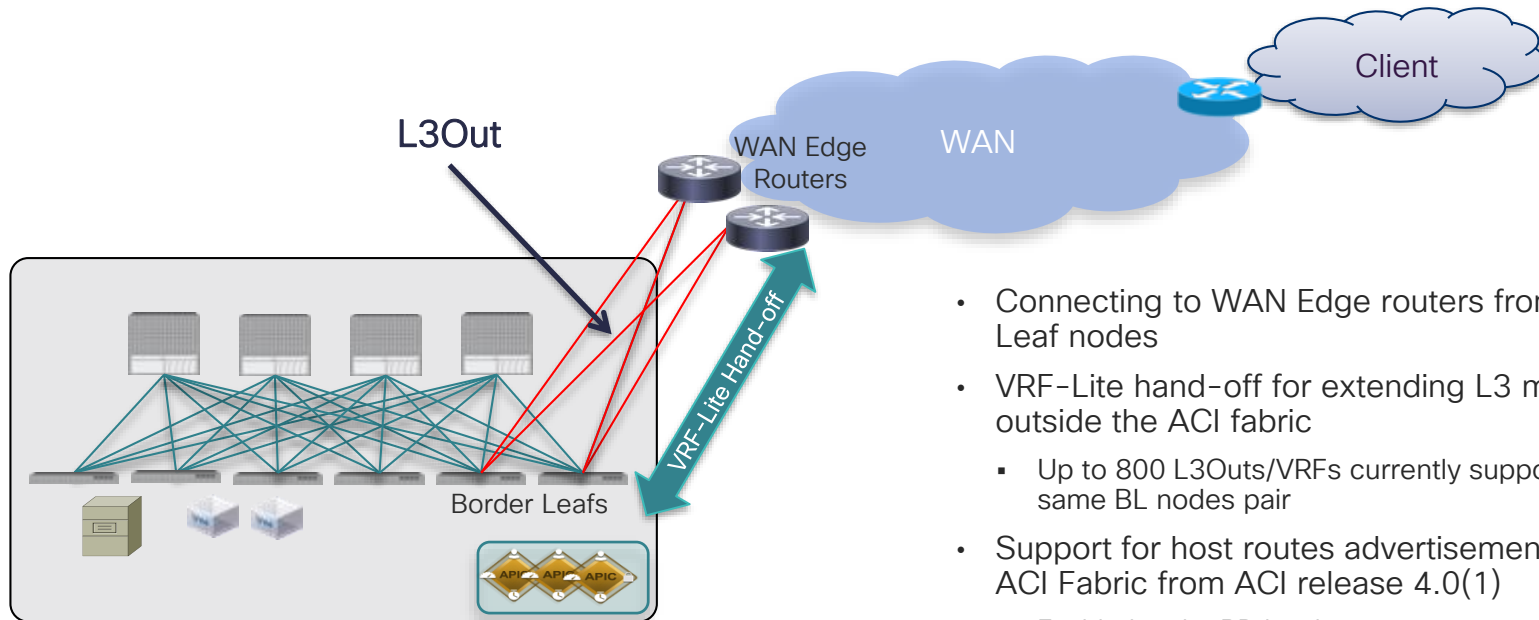 Client
L3Out
WAN Edge
Routers
WAN
VRF-Lite Hand-off
Border Leafs
APIC APIC APIC
• Connecting to WAN Edge routers from
Leaf nodes
• VRF-Lite hand-off for extending L3 m
outside the ACI fabric
▪ Up to 800 L3Outs/VRFs currently suppo
same BL nodes pair
• Support for host routes advertisemen
ACI Fabric from ACI release 4.0(1)